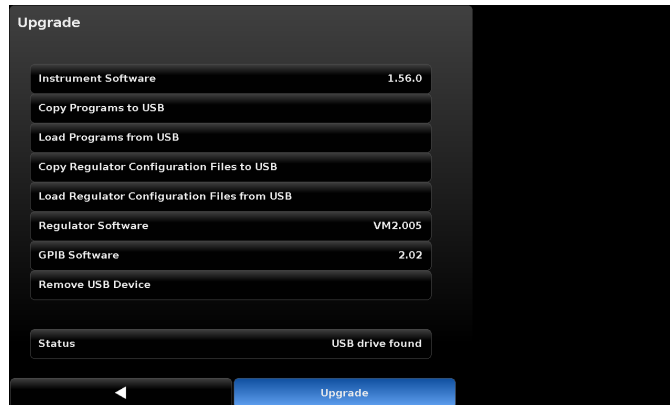 Upgrade
Instrument Software 1.56.0
Copy Programs to USB
Load Programs from USB
Copy Regulator Configuration Files to USB
Load Regulator Configuration Files from USB
Regulator Software VM2.005
GPIB Software 2.02
Remove USB Device
Status USB drive found
Upgrade